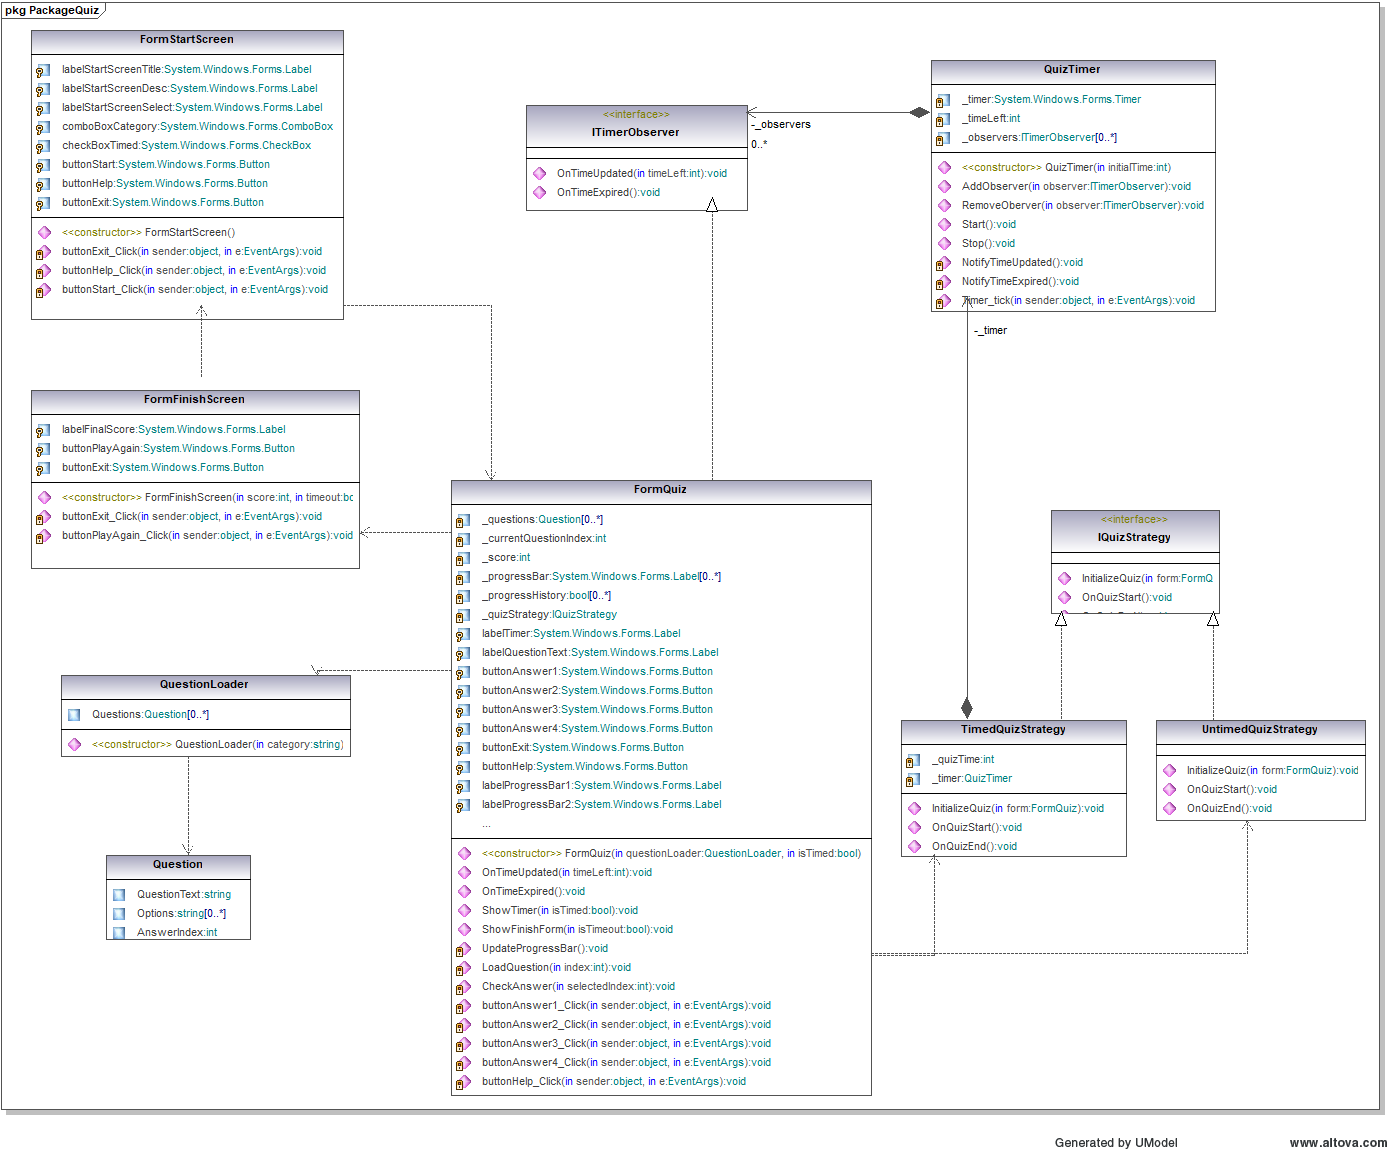 pkg PackageQuiz
FormStartScreen
labelStartScreenTitle:System.Windows.Forms.Label
labelStartScreenDesc:System.Windows.Forms.Label
labelStartScreenSelect:System.Windows.Forms.Label
comboBoxCategory:System.Windows.Forms.ComboBox
checkBoxTimed:System.Windows.Forms.CheckBox
buttonStart:System.Windows.Forms.Button
buttonHelp:System.Windows.Forms.Button
buttonExit:System.Windows.Forms.Button
<<constructor>> FormStartScreen()
buttonExit_Click(in sender:object, in e:EventArgs):void
buttonHelp_Click(in sender:object, in e:EventArgs):void
buttonStart_Click(in sender:object, in e:EventArgs):void
<<interface>>
ITimerObserver
OnTimeUpdated(in timeLeft:int):void
OnTimeExpired():void
-_observers
0..*
QuizTimer
_timer:System.Windows.Forms.Timer
_timeLeft:int
_observers:ITimerObserver[0..*]
<<constructor>> QuizTimer(in initialTime:int)
AddObserver(in observer:ITimerObserver):void
RemoveOberver(in observer:ITimerObserver):void
Start():void
Stop():void
NotifyTimeUpdated():void
NotifyTimeExpired():void
Timer_tick(in sender:object, in e:EventArgs):void
-_timer
FormFinishScreen
labelFinalScore:System.Windows.Forms.Label
buttonPlayAgain:System.Windows.Forms.Button
buttonExit:System.Windows.Forms.Button
<<constructor>> FormFinishScreen(in score:int, in timeout:bc
buttonExit_Click(in sender:object, in e:EventArgs):void
buttonPlayAgain_Click(in sender:object, in e:EventArgs):void
FormQuiz
_questions:Question[0..*]
_currentQuestionIndex:int
_score:int
_progressBar:System.Windows.Forms.Label[0..*]
_progressHistory:bool[0..*]
_quizStrategy:IQuizStrategy
labelTimer:System.Windows.Forms.Label
labelQuestionText:System.Windows.Forms.Label
buttonAnswer1:System.Windows.Forms.Button
buttonAnswer2:System.Windows.Forms.Button
buttonAnswer3:System.Windows.Forms.Button
buttonAnswer4:System.Windows.Forms.Button
buttonExit:System.Windows.Forms.Button
buttonHelp:System.Windows.Forms.Button
labelProgressBar1:System.Windows.Forms.Label
labelProgressBar2:System.Windows.Forms.Label
...
<<constructor>> FormQuiz(in questionLoader:QuestionLoader, in isTimed:bool)
OnTimeUpdated(in timeLeft:int):void
OnTimeExpired():void
ShowTimer(in isTimed:bool):void
ShowFinishForm(in isTimeout:bool):void
UpdateProgressBar():void
LoadQuestion(in index:int):void
CheckAnswer(in selectedIndex:int):void
buttonAnswer1_Click(in sender:object, in e:EventArgs):void
buttonAnswer2_Click(in sender:object, in e:EventArgs):void
buttonAnswer3_Click(in sender:object, in e:EventArgs):void
buttonAnswer4_Click(in sender:object, in e:EventArgs):void
buttonHelp_Click(in sender:object, in e:EventArgs):void
<<interface>>
IQuizStrategy
InitializeQuiz(in form:FormQ
OnQuizStart():void
QuestionLoader
Questions:Question[0..*]
<<constructor>> QuestionLoader(in category:string)
TimedQuizStrategy
_quizTime:int
_timer:QuizTimer
InitializeQuiz(in form:FormQuiz):void
OnQuizStart():void
OnQuizEnd():void
UntimedQuizStrategy
InitializeQuiz(in form:FormQuiz):void
OnQuizStart():void
OnQuizEnd():void
Question
QuestionText:string
Options:string[0..*]
AnswerIndex:int
Generated by UModel
www.altova.com